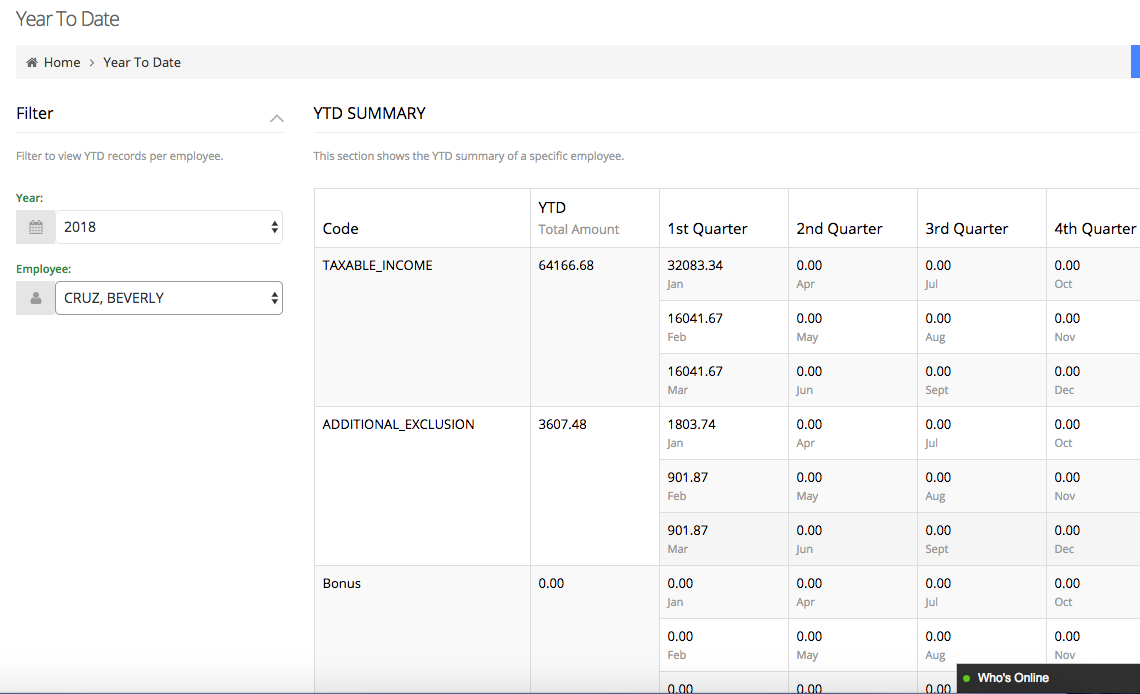 Year To Date
Home > Year To Date
Filter
Filter to view YTD records per employee.
Year:
2018
Employee:
CRUZ, BEVERLY
YTD SUMMARY
This section shows the YTD summary of a specific employee.
Code YTD Total Amount 1st Quarter 2nd Quarter 3rd Quarter 4th Quarter
TAXABLE_INCOME 64166.68 32083.34 0.00 0.00 0.00
Jan Apr Jul Oct
16041.67 0.00 0.00 0.00
Feb May Aug Nov
16041.67 0.00 0.00 0.00
Mar Jun Sept Dec
ADDITIONAL_EXCLUSION 3607.48 1803.74 0.00 0.00 0.00
Jan Apr Jul Oct
901.87 0.00 0.00 0.00
Feb May Aug Nov
901.87 0.00 0.00 0.00
Mar Jun Sept Dec
Bonus 0.00 0.00 0.00 0.00 0.00
Jan Apr Jul Oct
0.00 0.00 0.00 0.00
Feb May Aug Nov
0.00 0.00 0.00
Who's Online